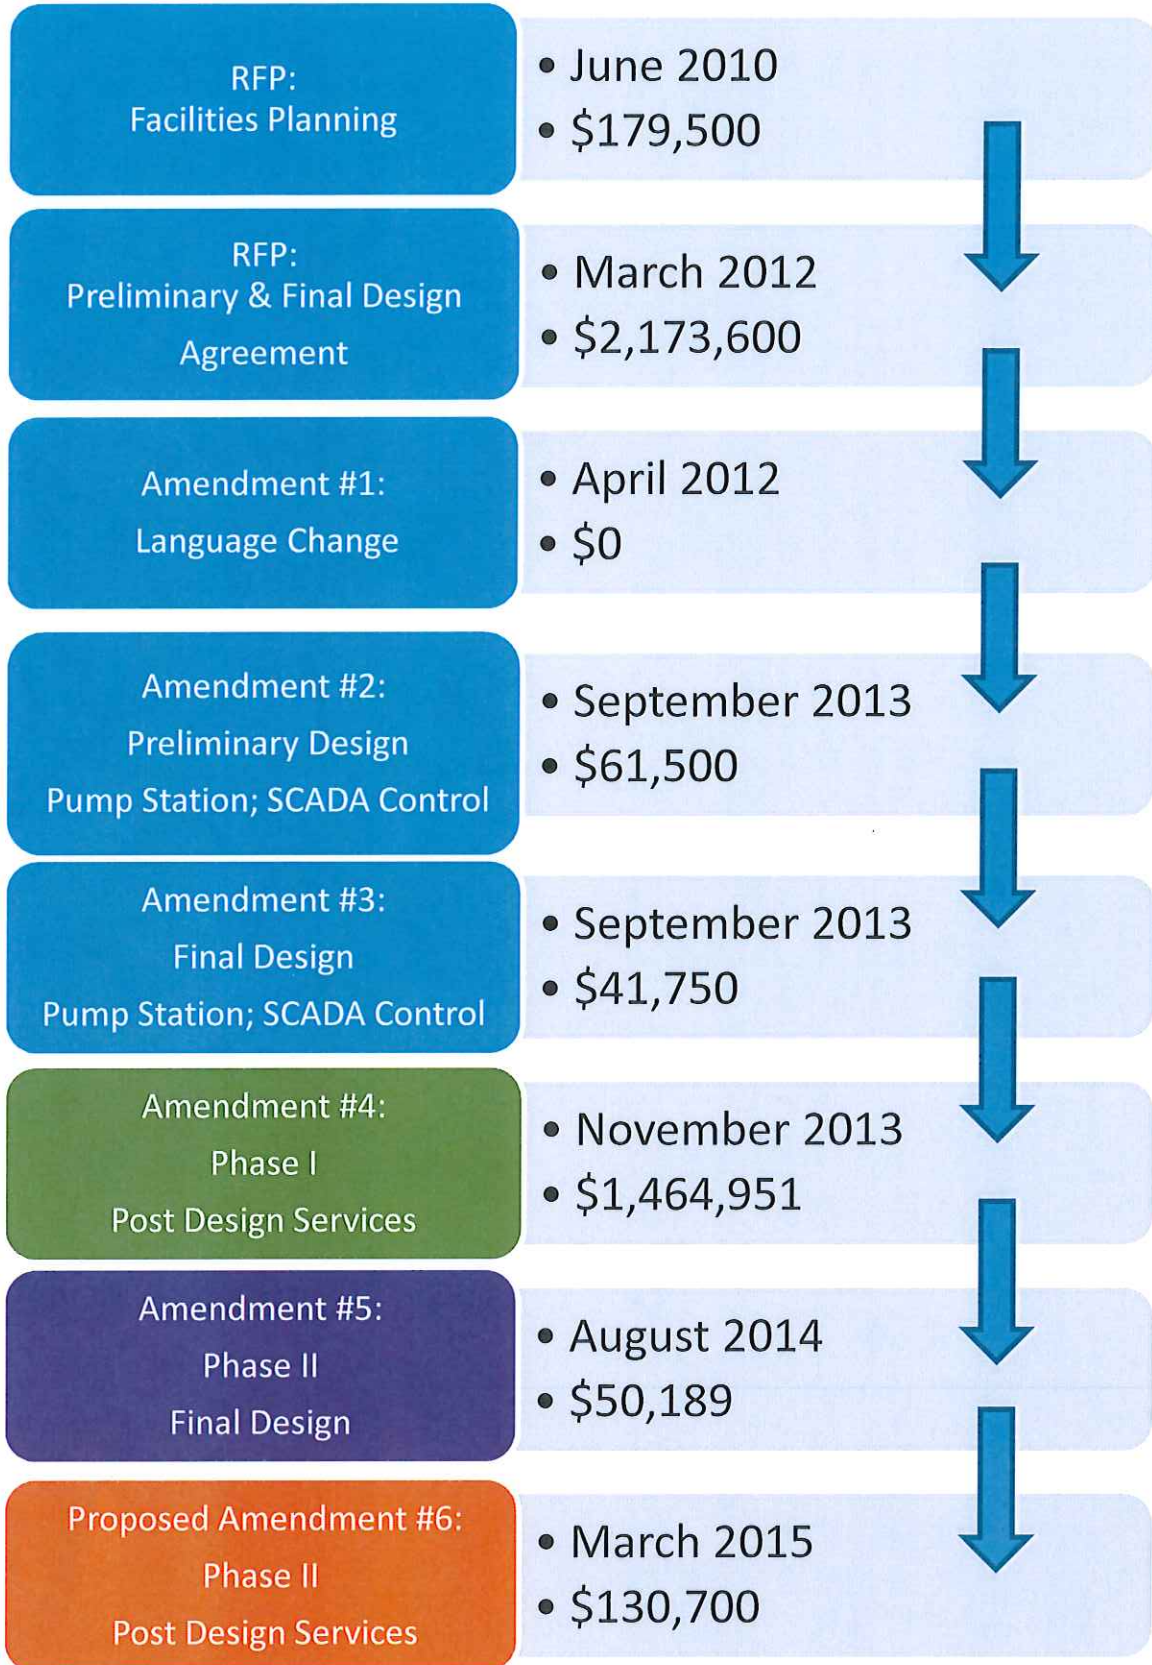 RFP:
Facilities Planning
• June 2010
• $179,500
RFP:
Preliminary & Final Design
Agreement
• March 2012
• $2,173,600
Amendment #1:
Language Change
• April 2012
• $0
Amendment #2:
Preliminary Design
Pump Station; SCADA Control
• September 2013
• $61,500
Amendment #3:
Final Design
Pump Station; SCADA Control
• September 2013
• $41,750
Amendment #4:
Phase I
Post Design Services
• November 2013
• $1,464,951
Amendment #5:
Phase II
Final Design
• August 2014
• $50,189
Proposed Amendment #6:
Phase II
Post Design Services
• March 2015
• $130,700